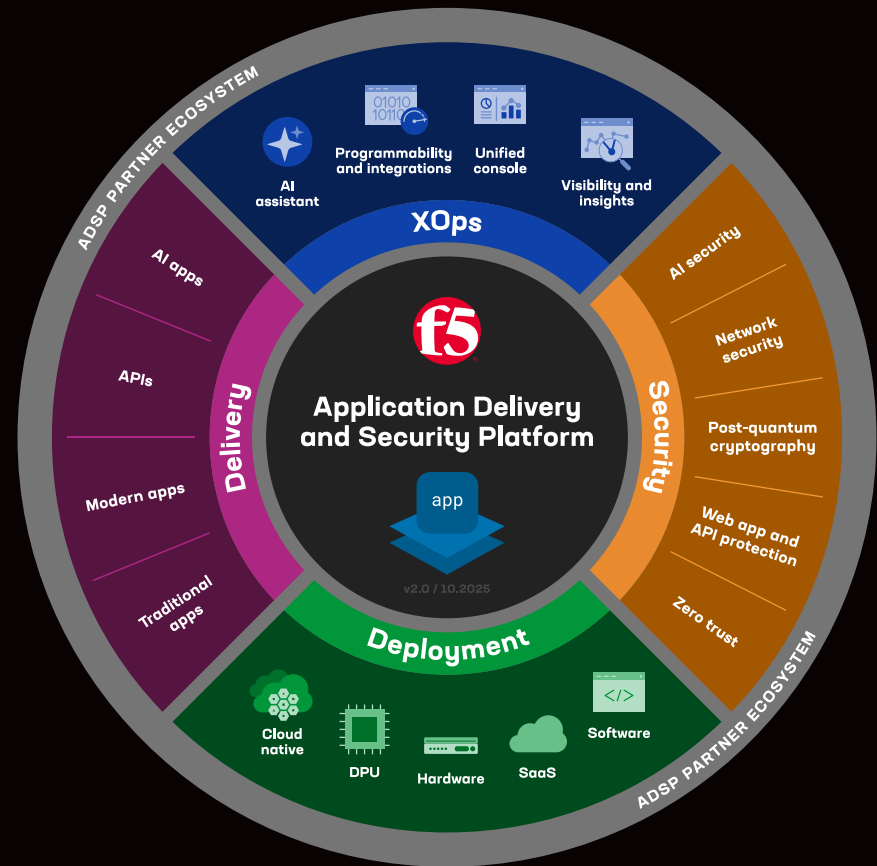 ADSP PARTNER ECOSYSTEM
01010
10110
AI
assistant
Programmability
and integrations
Unified
console
Visibility and
insights
XOps
AI apps
APIs
Modern apps
Traditional
apps
Delivery
f5
Application Delivery
and Security Platform
app
v2.0 / 10.2025
Security
AI security
Network
security
Post-quantum
cryptography
Web app and
API protection
Zero trust
Deployment
Cloud
native
DPU
Hardware
SaaS
</>
Software
ADSP PARTNER ECOSYSTEM